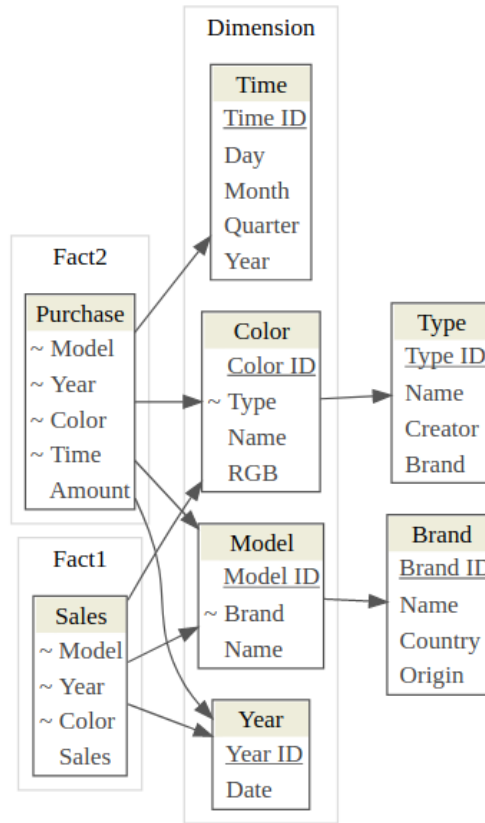 Dimension
Time
Time ID
Day
Month
Quarter
Year
Fact2
Purchase
~ Model
~ Year
~ Color
~ Time
Amount
Color
Color ID
~ Type
Name
RGB
Type
Type ID
Name
Creator
Brand
Fact1
Sales
~ Model
~ Year
~ Color
Sales
Model
Model ID
~ Brand
Name
Brand
Brand ID
Name
Country
Origin
Year
Year ID
Date